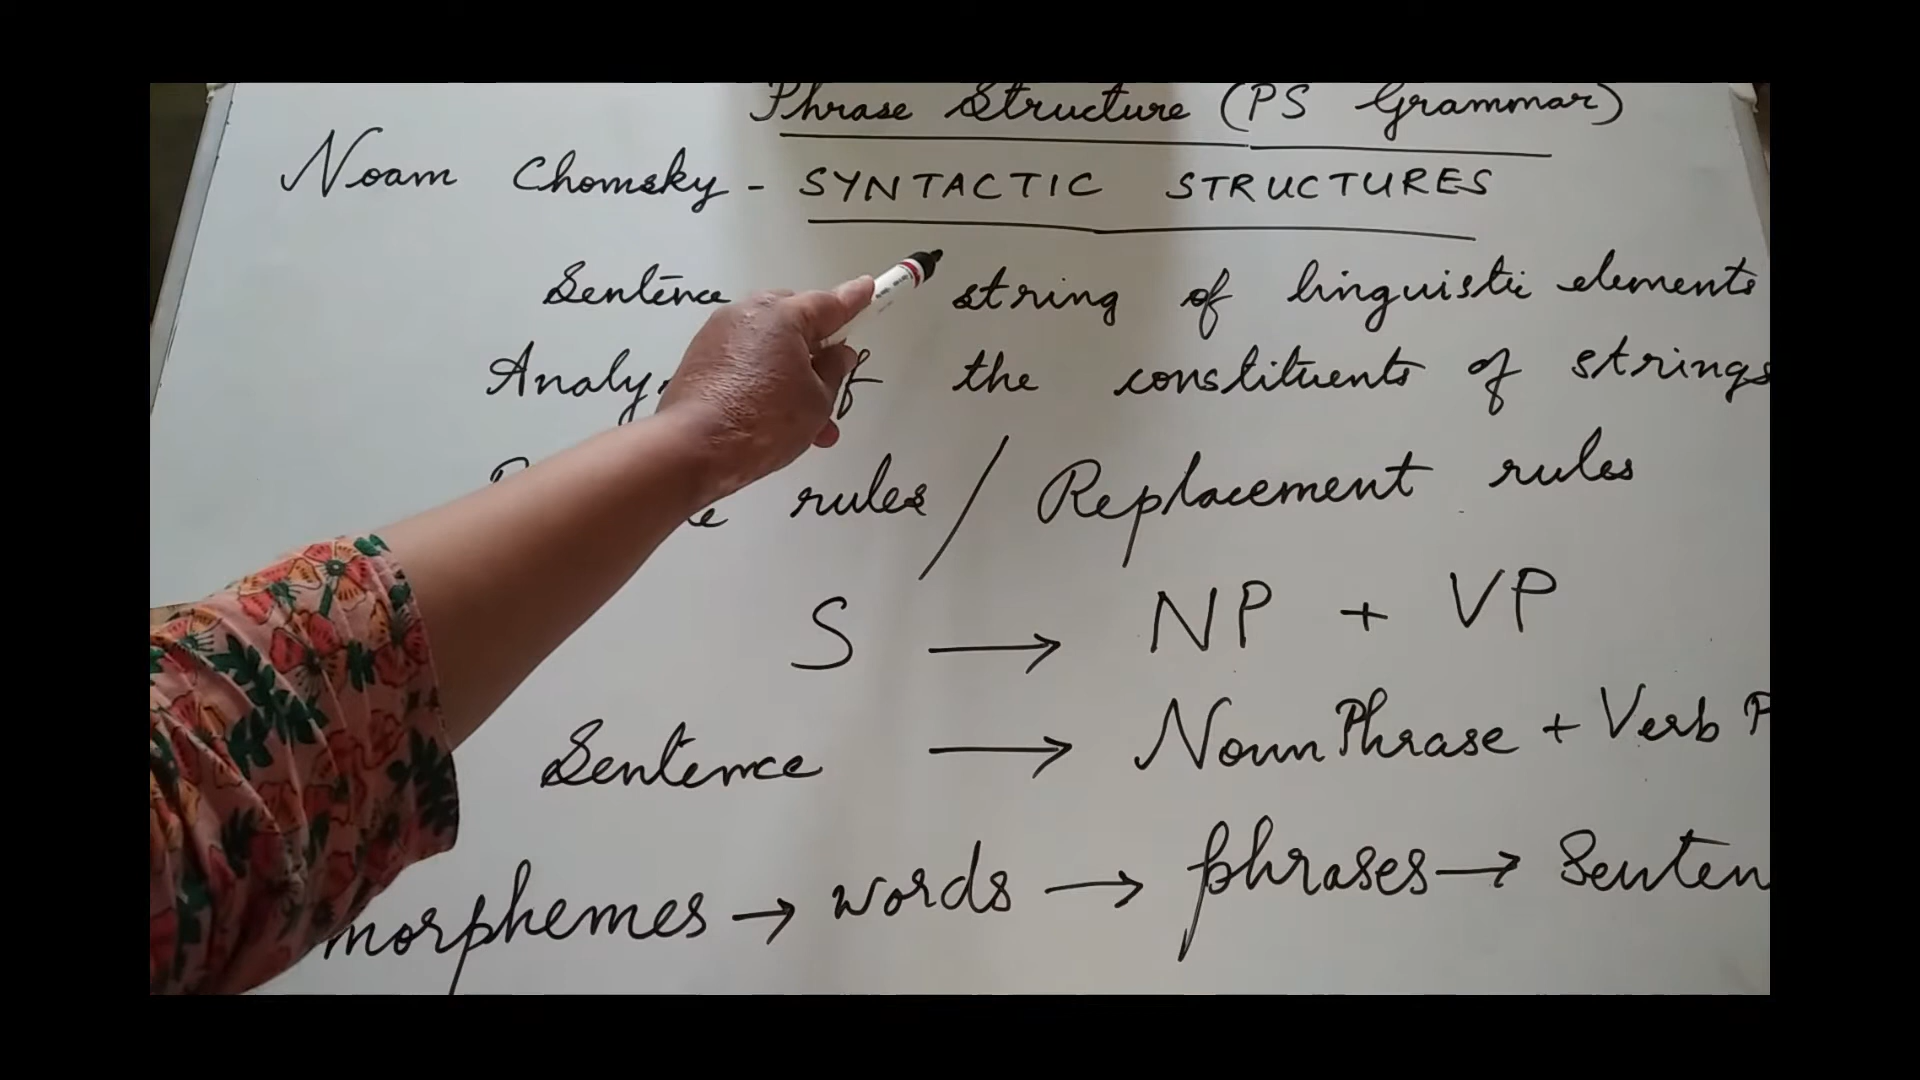 Phrase Structure (PS Grammar)
Noam Chomsky - SYNTACTIC STRUCTURES
Sentence string of linguistic elements
the constituents of strings
rules / Replacement rules
S → NP + VP
Sentence → Noun Phrase + Verb P
morphemes → words → phrases → Senten